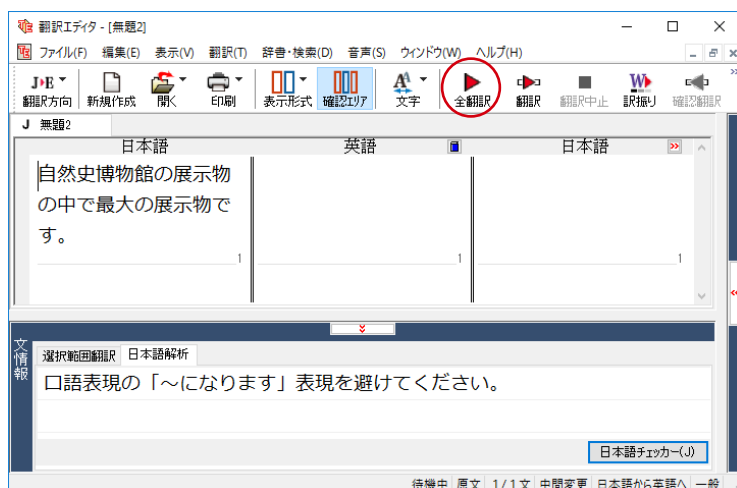 翻訳エディタ - [無題2]
ファイル(F) 編集(E) 表示(V) 翻訳(T) 辞書・検索(D) 音声(S) ウィンドウ(W) ヘルプ(H)
J▸E
翻訳方向 新規作成 開く 印刷 表示形式 確認エリア 文字 全翻訳 翻訳 翻訳中止 訳振り 確認翻訳
J 無題2
日本語 英語 日本語
自然史博物館の展示物
の中で最大の展示物で
す。
1 1 1
文情報
選択範囲翻訳 日本語解析
口語表現の「～になります」表現を避けてください。
日本語チェッカー(J)
待機中 原文 1/1文 中間変更 日本語から英語へ 一般